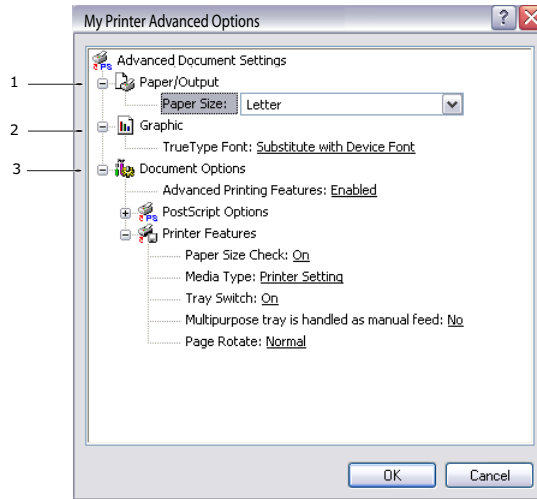 My Printer Advanced Options
?
Advanced Document Settings
1
Paper/Output
Paper Size: Letter
2
Graphic
TrueType Font: Substitute with Device Font
3
Document Options
Advanced Printing Features: Enabled
PostScript Options
Printer Features
Paper Size Check: On
Media Type: Printer Setting
Tray Switch: On
Multipurpose tray is handled as manual feed: No
Page Rotate: Normal
OK
Cancel